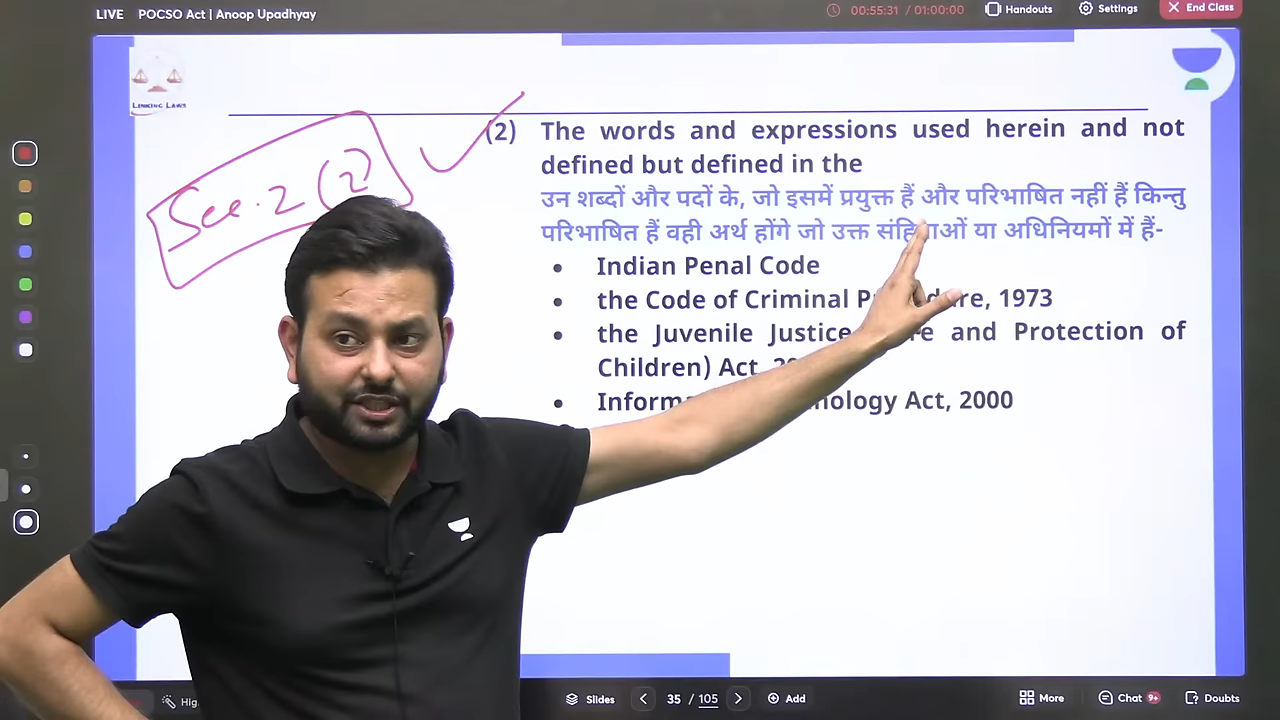 LIVE POCSO Act | Anoop Upadhyay 00:55:31 / 01:00:00 Handouts Settings End Class
LINKING LAWS
Sec. 2 (2)
(2) The words and expressions used herein and not
defined but defined in the
उन शब्दों और पदों के, जो इसमें प्रयुक्त हैं और परिभाषित नहीं हैं किन्तु
परिभाषित हैं वही अर्थ होंगे जो उक्त या अधिनियमों में हैं-
• Indian Penal Code
• the Code of Criminal 1973
• the Juvenile Justice and Protection of
Children) Act,
• Act, 2000
Slides 35 / 105 Add More Chat 9+ Doubts